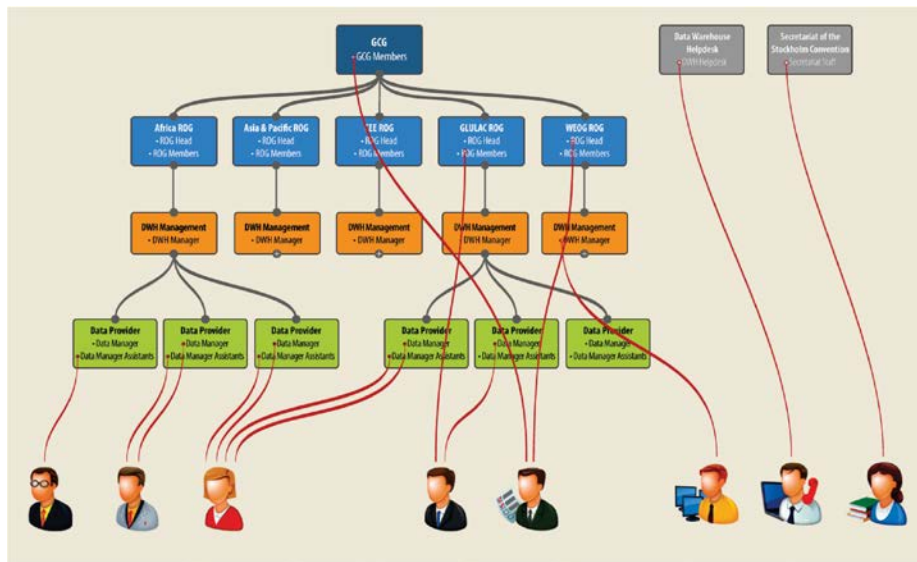 GCG
• GCG Members
Data Warehouse
Helpdesk
DWH Helpdesk
Secretariat of the
Stockholm Convention
Secretariat Staff
Africa ROG
• ROG Head
• ROG Members
Asia & Pacific ROG
• ROG Head
• ROG Members
CEE ROG
• ROG Head
• ROG Members
GLULAC ROG
• ROG Head
ROG Members
WEOG ROG
• ROG Head
ROG Members
DWH Management
• DWH Manager
DWH Management
• DWH Manager
DWH Management
• DWH Manager
DWH Management
• DWH Manager
DWH Management
• DWH Manager
Data Provider
• Data Manager
Data Manager Assistants
Data Provider
Data Manager
Data Manager Assistants
Data Provider
Data Manager
Data Manager Assistants
Data Provider
Data Manager
Data Manager Assistants
Data Provider
Data Manager
• Data Manager Assistants
Data Provider
• Data Manager
• Data Manager Assistants